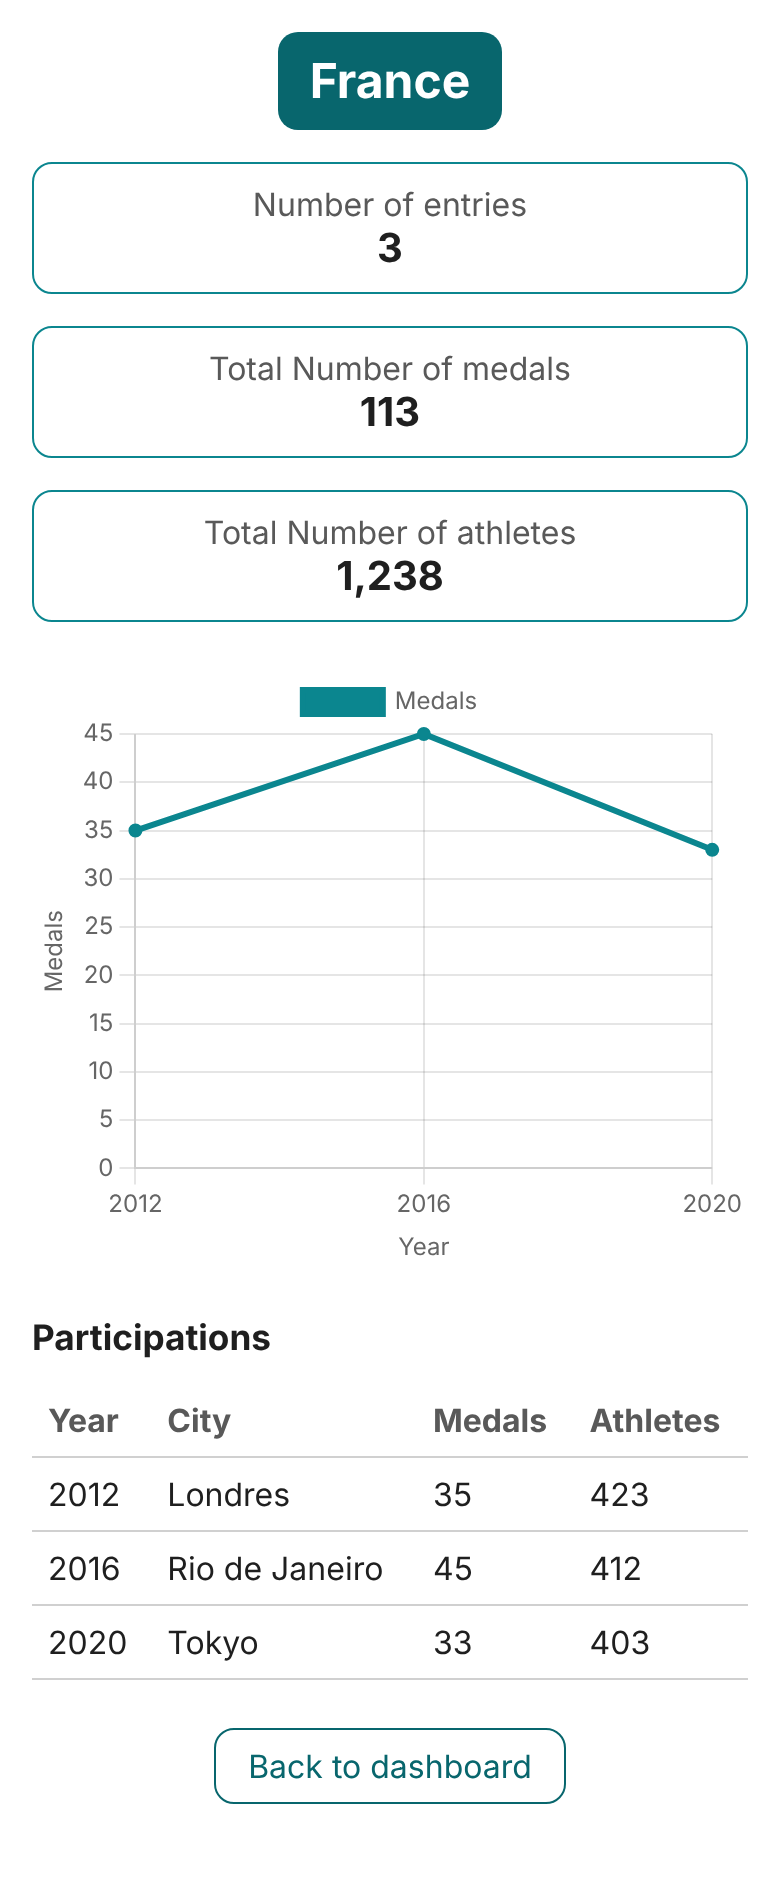 France
Number of entries
3
Total Number of medals
113
Total Number of athletes
1,238
Medals
45
40
35
30
25
20
15
10
5
0
Medals
2012 2016 2020
Year
Participations
Year City Medals Athletes
2012 Londres 35 423
2016 Rio de Janeiro 45 412
2020 Tokyo 33 403
Back to dashboard